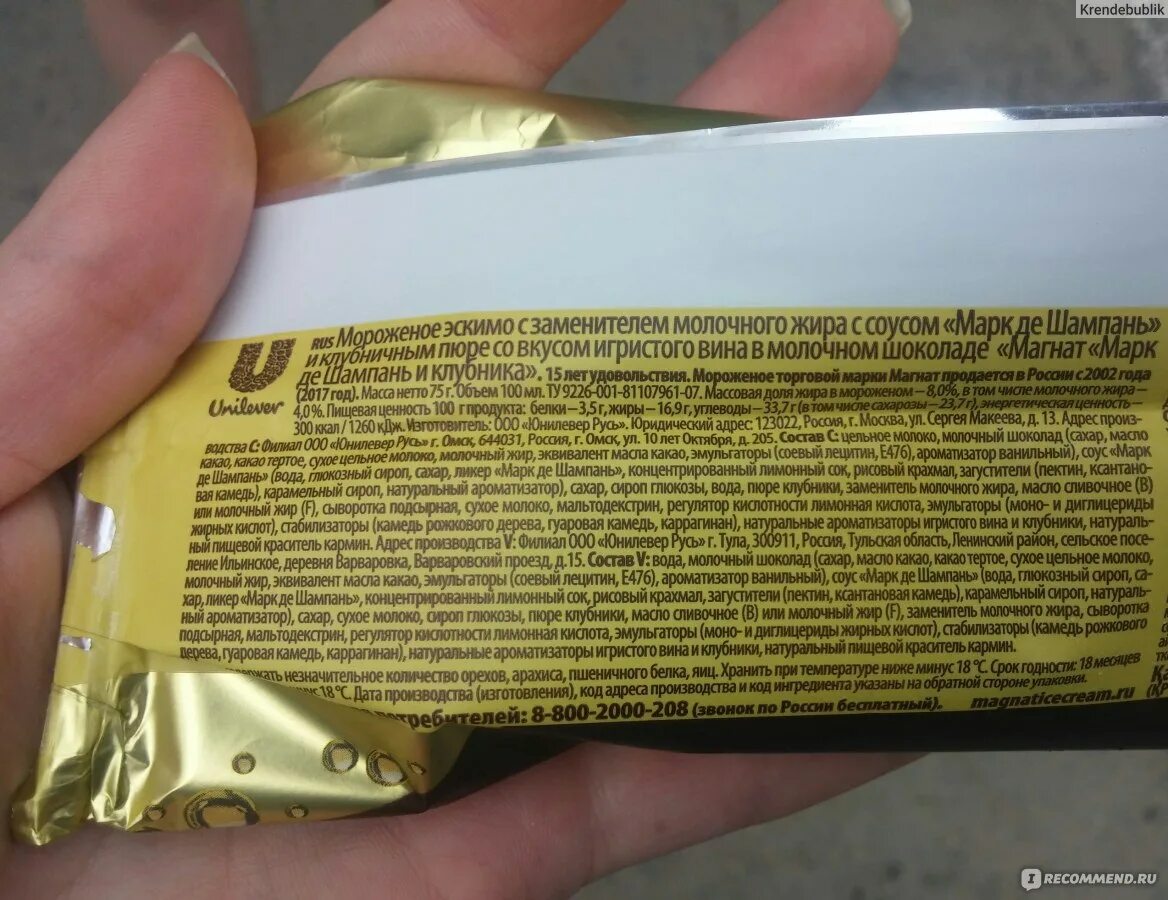 Krendebublik
Unilever
RUS Мороженое эскимо с заменителем молочного жира с соусом «Марк де Шампань»
и клубничным пюре со вкусом игристого вина в молочном шоколаде «Магнат «Марк
де Шампань и клубника». 15 лет удовольствия. Мороженое торговой марки Магнат продается в России с 2002 года
(2017 год). Масса нетто 75 г. Объем 100 мл. ТУ 9226-001-81107961-07. Массовая доля жира в мороженом – 8,0%, в том числе молочного жира –
4,0%. Пищевая ценность 100 г продукта: белки – 3,5 г, жиры – 16,9 г, углеводы – 33,7 г (в том числе сахарозы – 23,7 г), энергетическая ценность –
300 ккал / 1260 кДж. Изготовитель: ООО «Юнилевер Русь». Юридический адрес: 123022, Россия, г. Москва, ул. Сергея Макеева, д. 13. Адрес произ-
водства C: Филиал ООО «Юнилевер Русь» г. Омск, 644031, Россия, г. Омск, ул. 10 лет Октября, д. 205. Состав C: цельное молоко, молочный шоколад (сахар, масло
какао, какао тертое, сухое цельное молоко, молочный жир, эквивалент масла какао, эмульгаторы (соевый лецитин, Е476), ароматизатор ванильный), соус «Марк
де Шампань» (вода, глюкозный сироп, сахар, ликер «Марк де Шампань», концентрированный лимонный сок, рисовый крахмал, загустители (пектин, ксантано-
вая камедь), карамельный сироп, натуральный ароматизатор), сахар, сироп глюкозы, вода, пюре клубники, заменитель молочного жира, масло сливочное (B)
или молочный жир (F), сыворотка подсырная, сухое молоко, мальтодекстрин, регулятор кислотности лимонная кислота, эмульгаторы (моно- и диглицериды
жирных кислот), стабилизаторы (камедь рожкового дерева, гуаровая камедь, каррагинан), натуральные ароматизаторы игристого вина и клубники, натураль-
ный пищевой краситель кармин. Адрес производства V: Филиал ООО «Юнилевер Русь» г. Тула, 300911, Россия, Тульская область, Ленинский район, сельское посе-
ление Ильинское, деревня Варваровка, Варваровский проезд, д.15. Состав V: вода, молочный шоколад (сахар, масло какао, какао тертое, сухое цельное молоко,
молочный жир, эквивалент масла какао, эмульгаторы (соевый лецитин, Е476), ароматизатор ванильный), соус «Марк де Шампань» (вода, глюкозный сироп, са-
хар, ликер «Марк де Шампань», концентрированный лимонный сок, рисовый крахмал, загустители (пектин, ксантановая камедь), карамельный сироп, натураль-
ный ароматизатор), сахар, сухое молоко, сироп глюкозы, пюре клубники, масло сливочное (B) или молочный жир (F), заменитель молочного жира, сыворотка
подсырная, мальтодекстрин, регулятор кислотности лимонная кислота, эмульгаторы (моно- и диглицериды жирных кислот), стабилизаторы (камедь рожкового
дерева, гуаровая камедь, каррагинан), натуральные ароматизаторы игристого вина и клубники, натуральный пищевой краситель кармин.
незначительное количество орехов, арахиса, пшеничного белка, яиц. Хранить при температуре ниже минус 18 °С. Срок годности: 18 месяцев
18 °С. Дата производства (изготовления), код адреса производства и код ингредиента указаны на обратной стороне упаковки.
8-800-2000-208 (звонок по России бесплатный). magnaticecream.ru
IRECOMMEND.RU